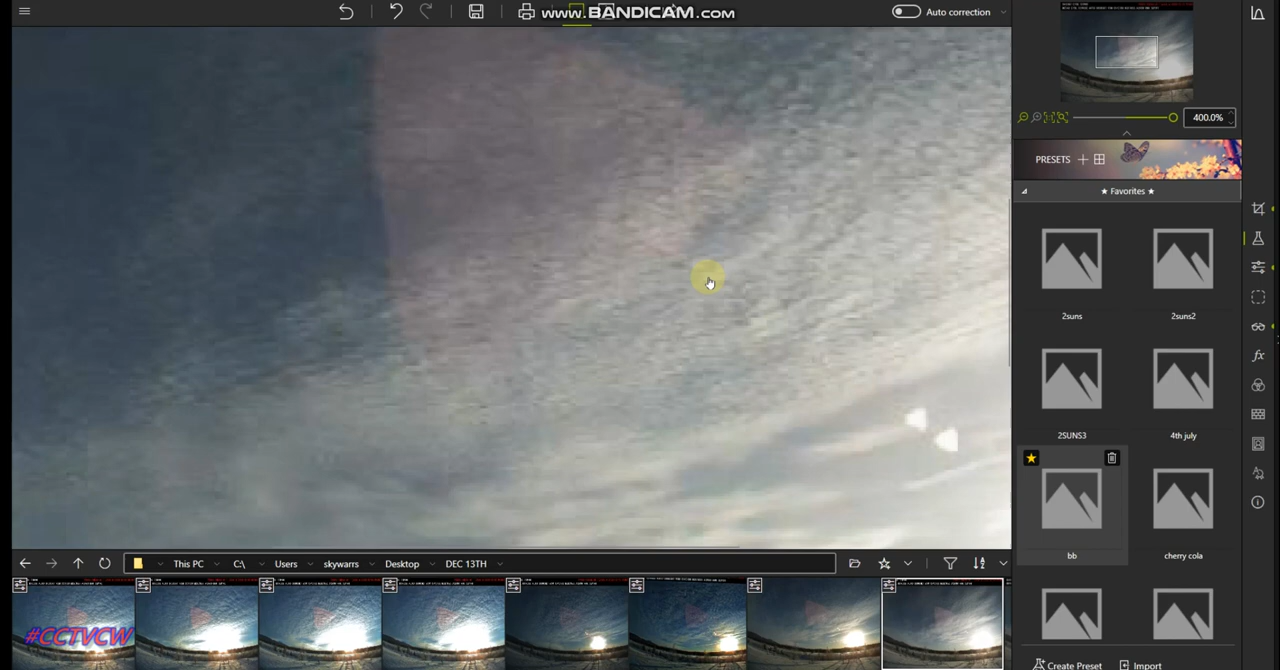 www.BANDICAM.com
Auto correction
400.0%
PRESETS
★ Favorites ★
2suns
2suns2
2SUNS3
4th july
bb
cherry cola
This PC
C:\
Users
skywarrs
Desktop
DEC 13TH
#CCTVCW
Create Preset
Import